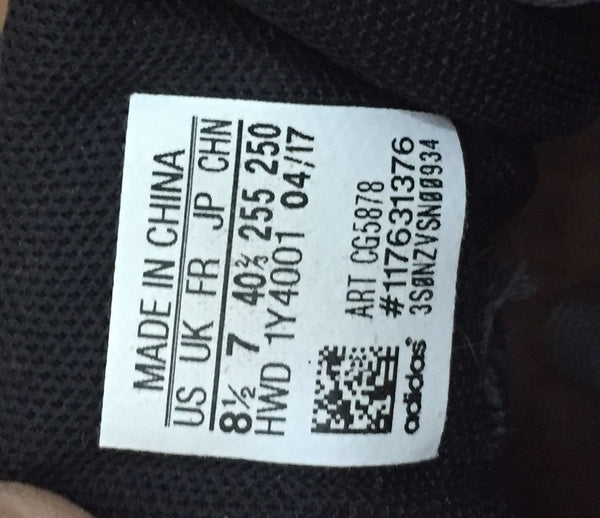 MADE IN CHINA
US UK FR JP CHN
8½ 7 40⅔ 255 250
HWD 1Y4001 04/17
ART CG5878
#117631376
3S0NZVSN00934
adidas